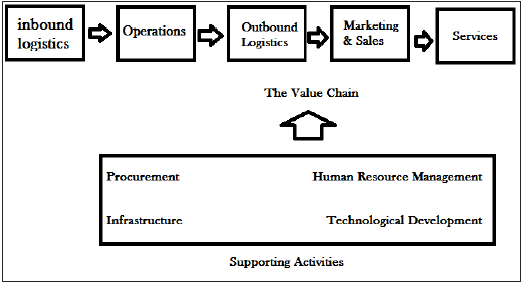 inbound
logistics
Operations
Outbound
Logistics
Marketing
& Sales
Services
The Value Chain
Procurement
Human Resource Management
Infrastructure
Technological Development
Supporting Activities